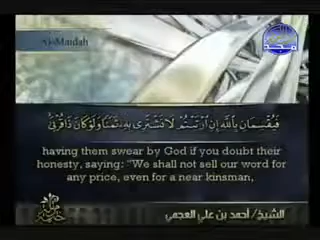 Al-Maidah
المجد
فَيُقْسِمَانِ بِاللَّهِ إِنِ ارْتَبْتُمْ لَا نَشْتَرِي بِهِ ثَمَنًا وَلَوْ كَانَ ذَا قُرْبَىٰ
having them swear by God if you doubt their
honesty, saying: "We shall not sell our word for
any price, even for a near kinsman,
الشيخ/ أحمد بن علي العجمي